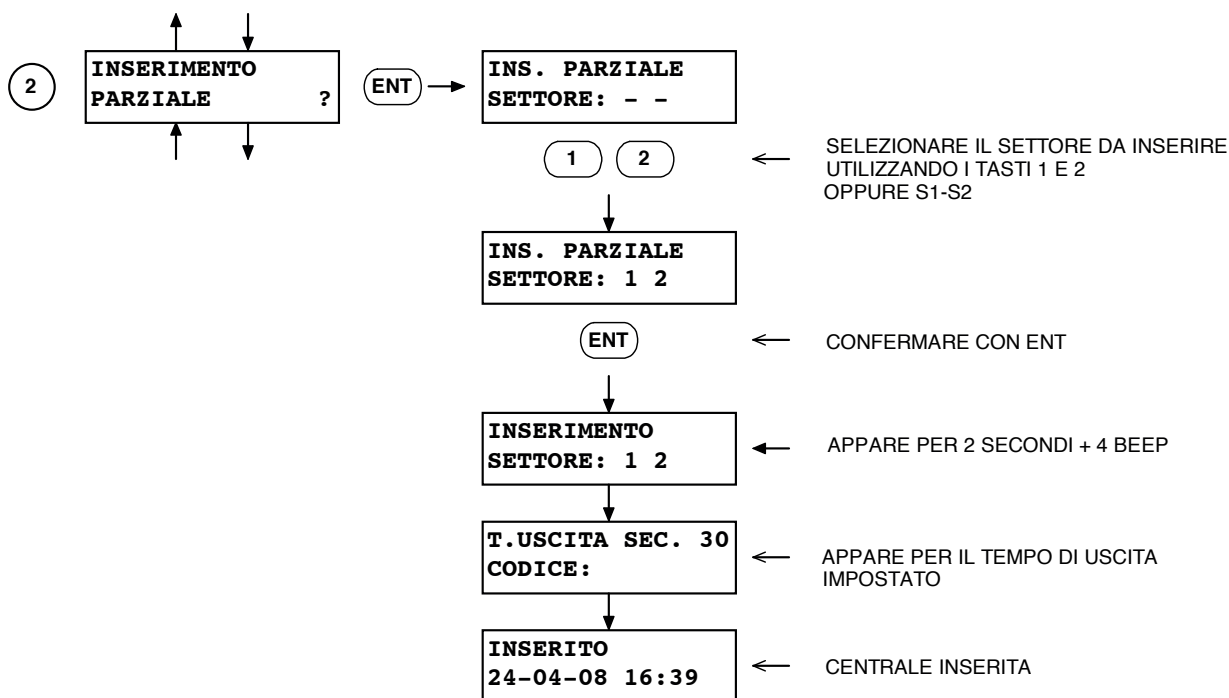 2
INSERIMENTO
PARZIALE ?
ENT
INS. PARZIALE
SETTORE: - -
1 2
SELEZIONARE IL SETTORE DA INSERIRE
UTILIZZANDO I TASTI 1 E 2
OPPURE S1-S2
INS. PARZIALE
SETTORE: 1 2
ENT
CONFERMARE CON ENT
INSERIMENTO
SETTORE: 1 2
APPARE PER 2 SECONDI + 4 BEEP
T.USCITA SEC. 30
CODICE:
APPARE PER IL TEMPO DI USCITA
IMPOSTATO
INSERITO
24-04-08 16:39
CENTRALE INSERITA